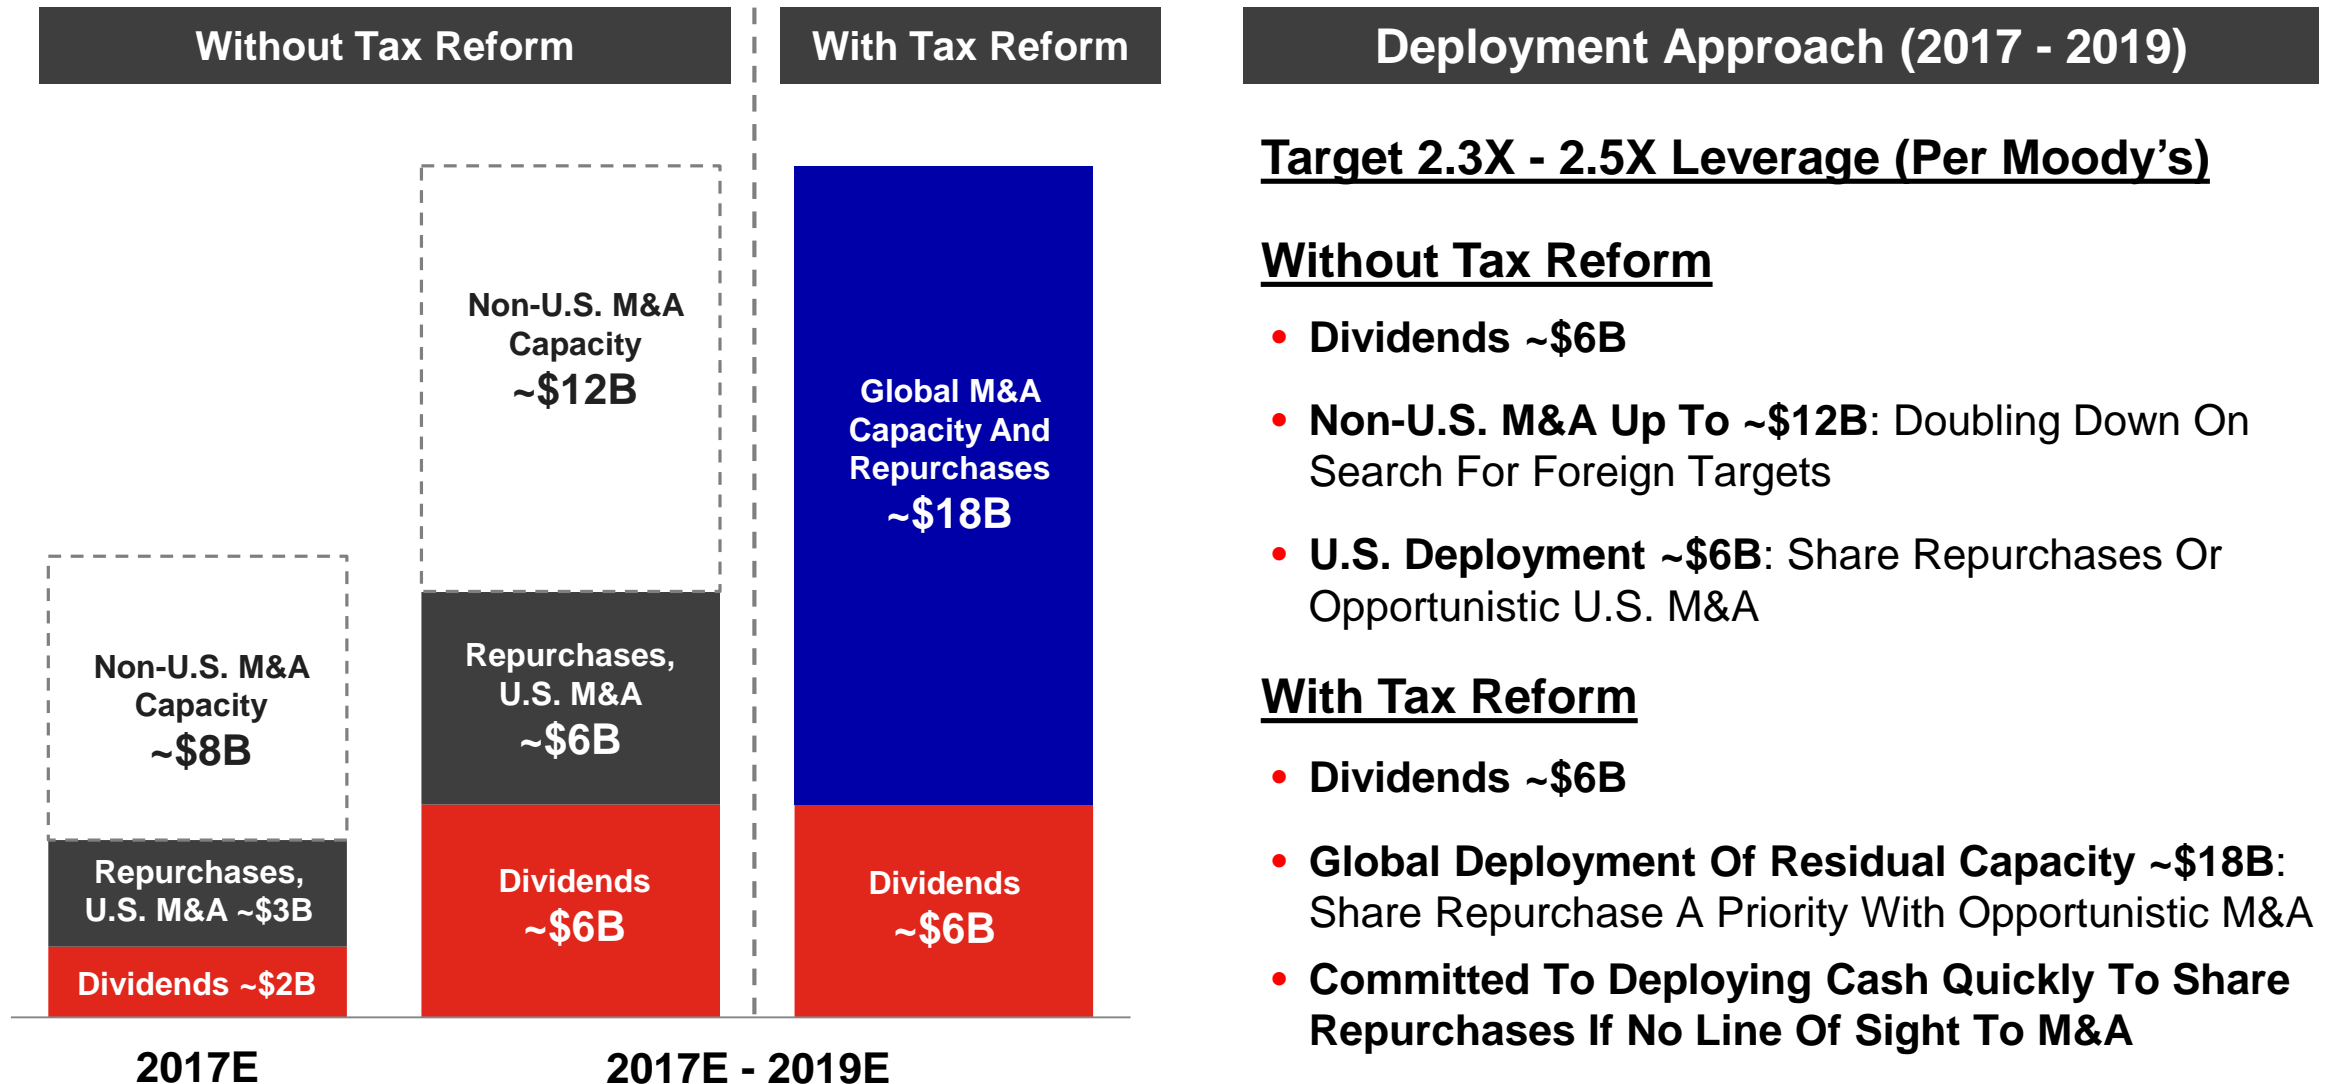 Without Tax Reform
With Tax Reform
Deployment Approach (2017 - 2019)
Non-U.S. M&A
Capacity
~$8B
Repurchases,
U.S. M&A ~$3B
Dividends ~$2B
2017E
Non-U.S. M&A
Capacity
~$12B
Repurchases,
U.S. M&A
~$6B
Dividends
~$6B
Global M&A
Capacity And
Repurchases
~$18B
Dividends
~$6B
2017E - 2019E
Target 2.3X - 2.5X Leverage (Per Moody’s)
Without Tax Reform
• Dividends ~$6B
• Non-U.S. M&A Up To ~$12B: Doubling Down On
Search For Foreign Targets
• U.S. Deployment ~$6B: Share Repurchases Or
Opportunistic U.S. M&A
With Tax Reform
• Dividends ~$6B
• Global Deployment Of Residual Capacity ~$18B:
Share Repurchase A Priority With Opportunistic M&A
• Committed To Deploying Cash Quickly To Share
Repurchases If No Line Of Sight To M&A